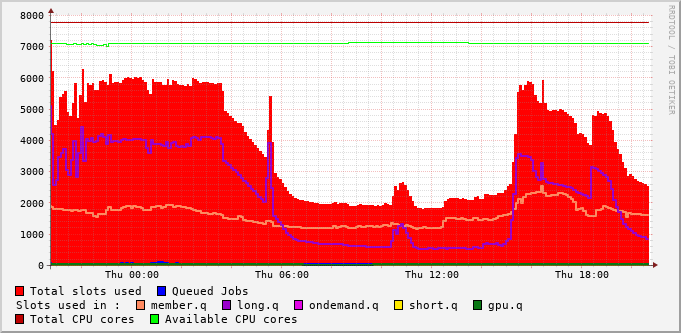 RRDTOOL / TOBI OETIKER
8000
7000
6000
5000
4000
3000
2000
1000
0
Thu 00:00 Thu 06:00 Thu 12:00 Thu 18:00
Total slots used Queued Jobs
Slots used in : member.q long.q ondemand.q short.q gpu.q
Total CPU cores Available CPU cores